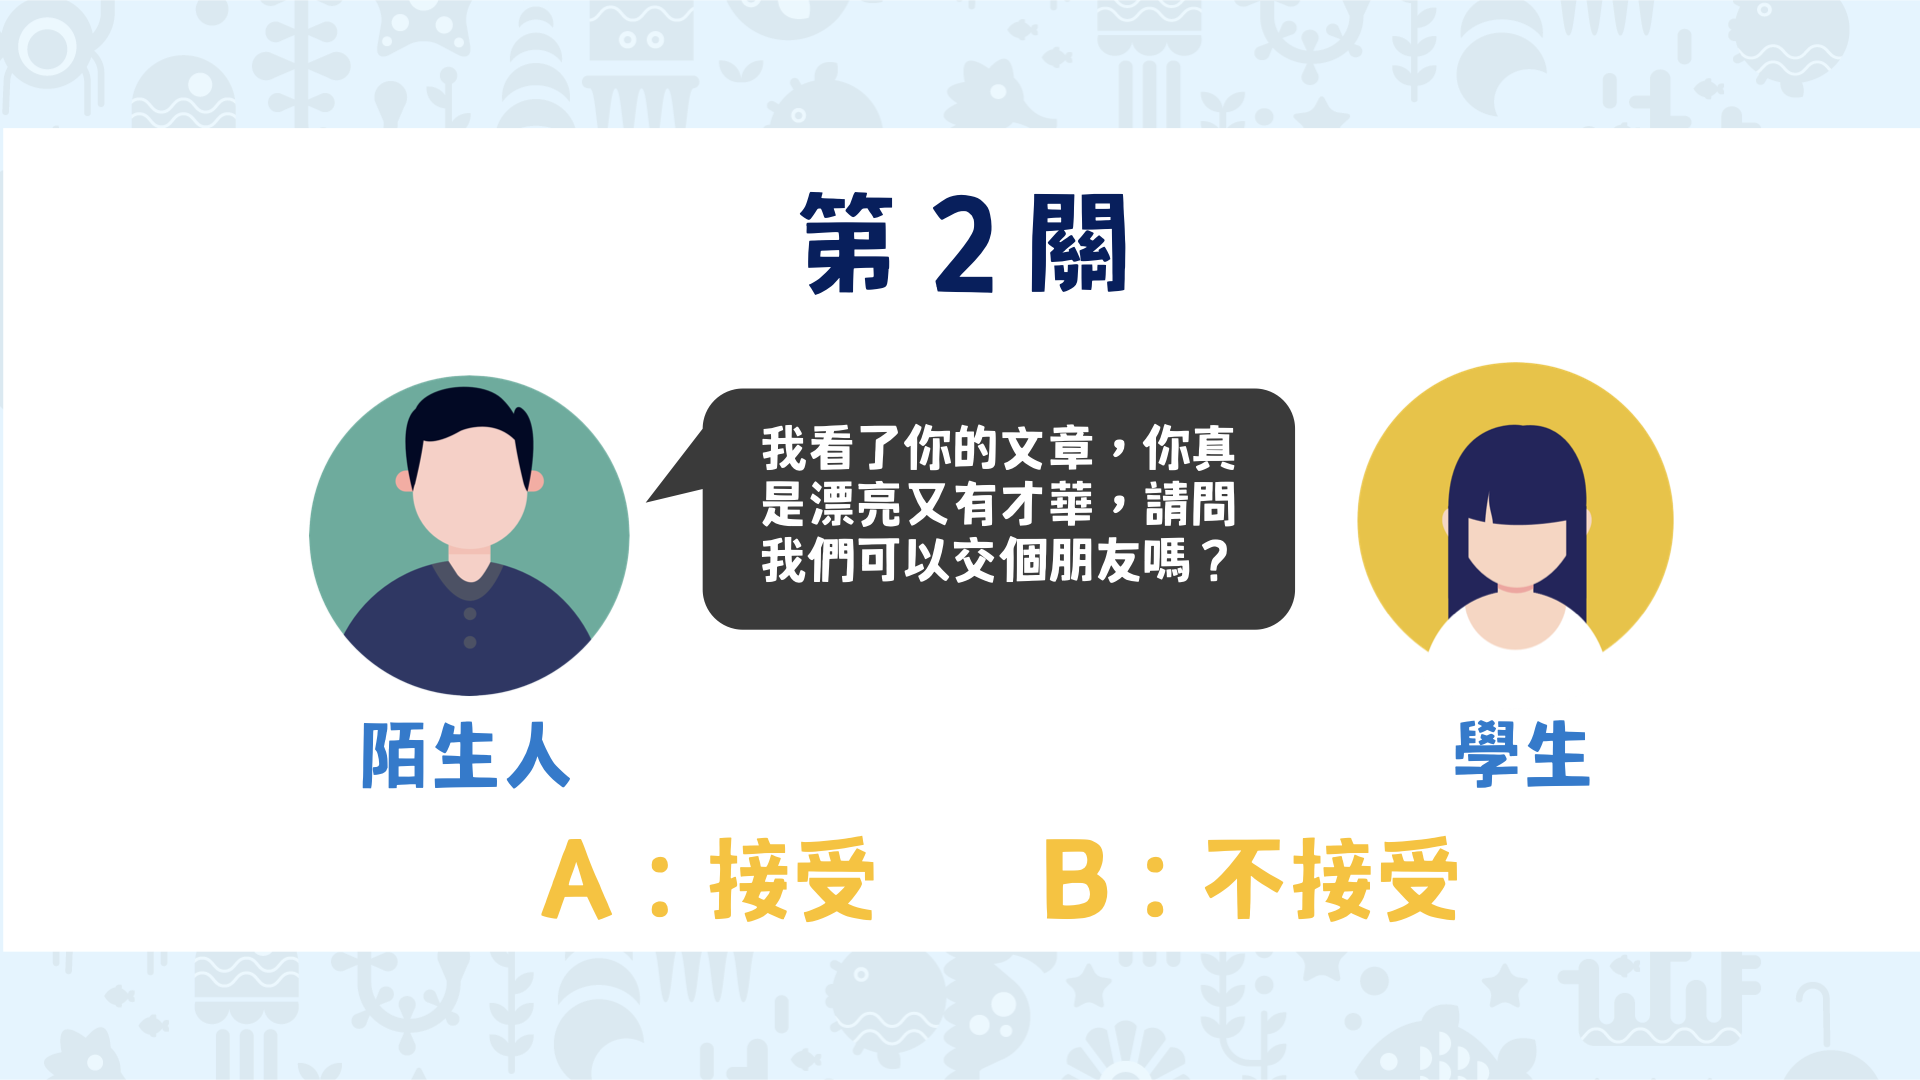 第2關
我看了你的文章，你真
是漂亮又有才華，請問
我們可以交個朋友嗎？
陌生人
學生
A：接受
B：不接受